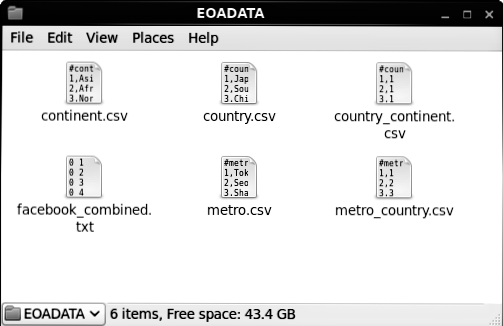 EOADATA
File Edit View Places Help
#cont
1,Asi
2,Afr
3.Nor
continent.csv
#coun
1,Jap
2,Sou
3.Chi
country.csv
#coun
1,1
2,1
3.1
country_continent.
csv
0 1
0 2
0 3
0 4
facebook_combined.
txt
#metr
1,Tok
2,Seo
3.Sha
metro.csv
#metr
1,1
2,2
3.3
metro_country.csv
EOADATA 6 items, Free space: 43.4 GB